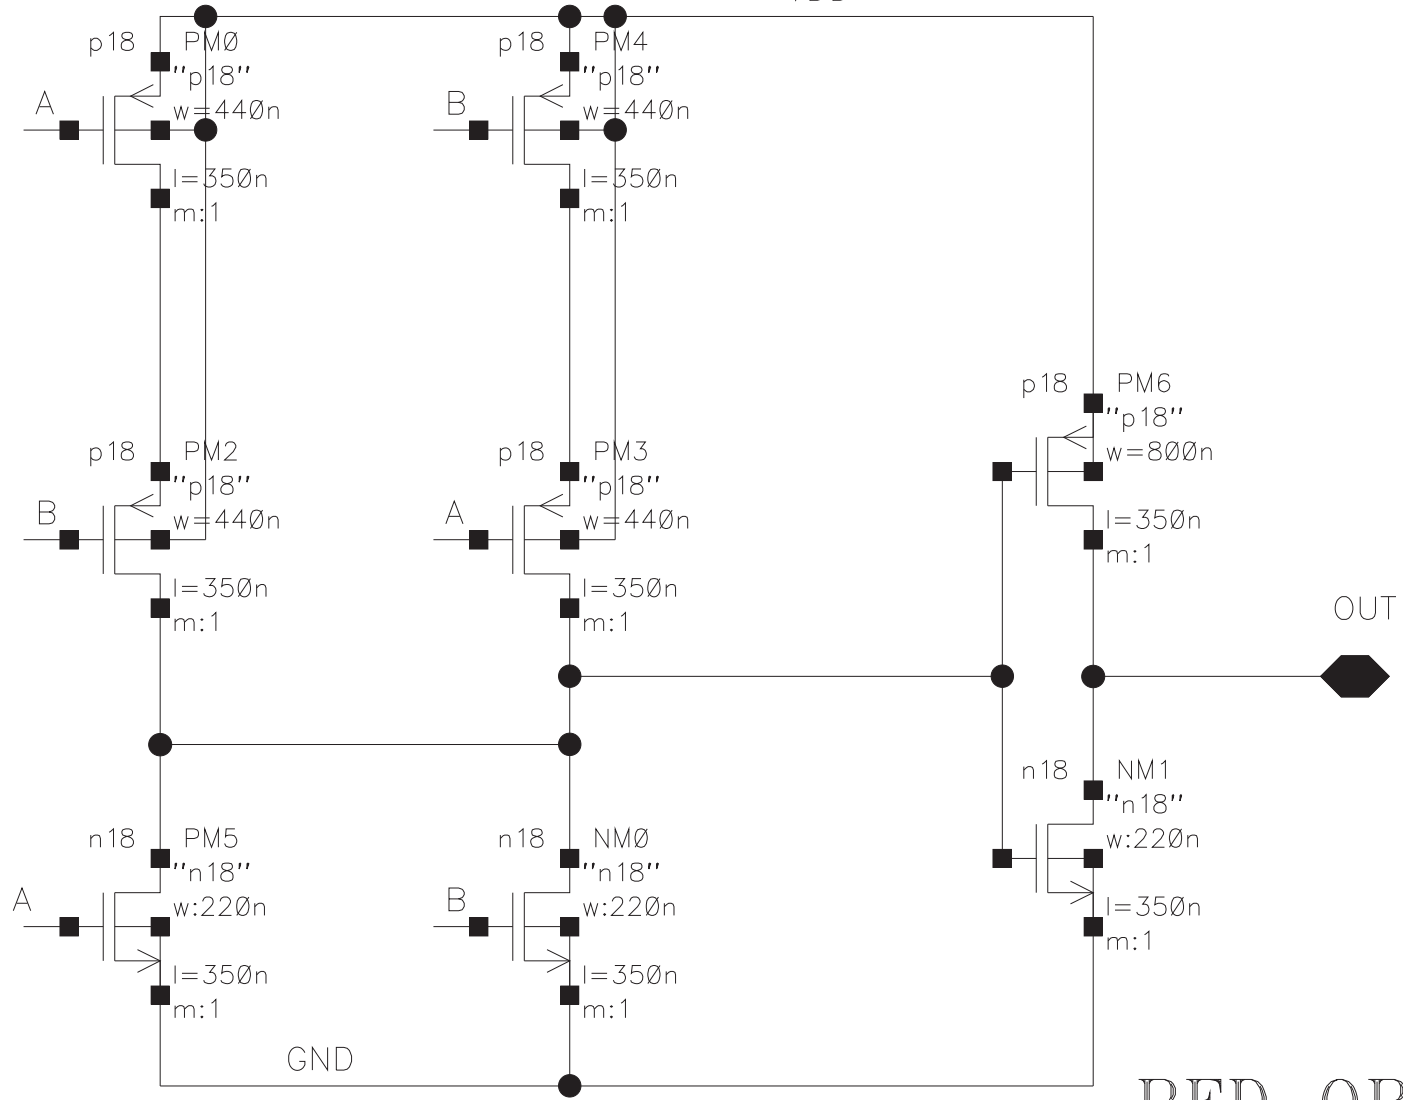 p18 PM0
"p18"
A
w=440n
l=350n
m:1
p18 PM4
"p18"
B
w=440n
l=350n
m:1
p18 PM6
"p18"
w=800n
l=350n
m:1
p18 PM2
"p18"
B
w=440n
l=350n
m:1
p18 PM3
"p18"
A
w=440n
l=350n
m:1
OUT
n18 NM1
"n18"
w:220n
l=350n
m:1
n18 PM5
"n18"
A
w:220n
l=350n
m:1
n18 NM0
"n18"
B
w:220n
l=350n
m:1
GND